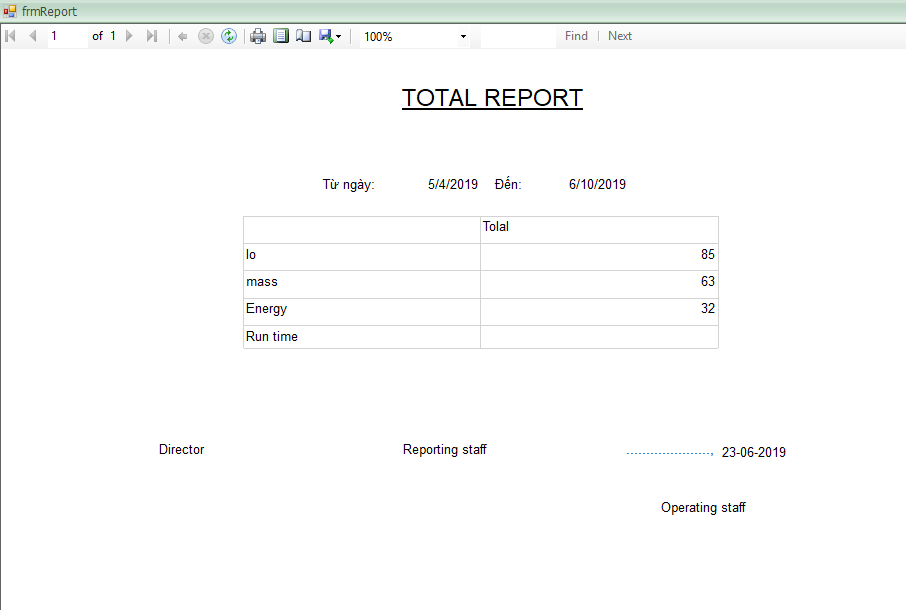 frmReport
1 of 1 100% Find Next
TOTAL REPORT
Từ ngày: 5/4/2019 Đến: 6/10/2019
Tolal
lo 85
mass 63
Energy 32
Run time
Director Reporting staff ......................, 23-06-2019
Operating staff